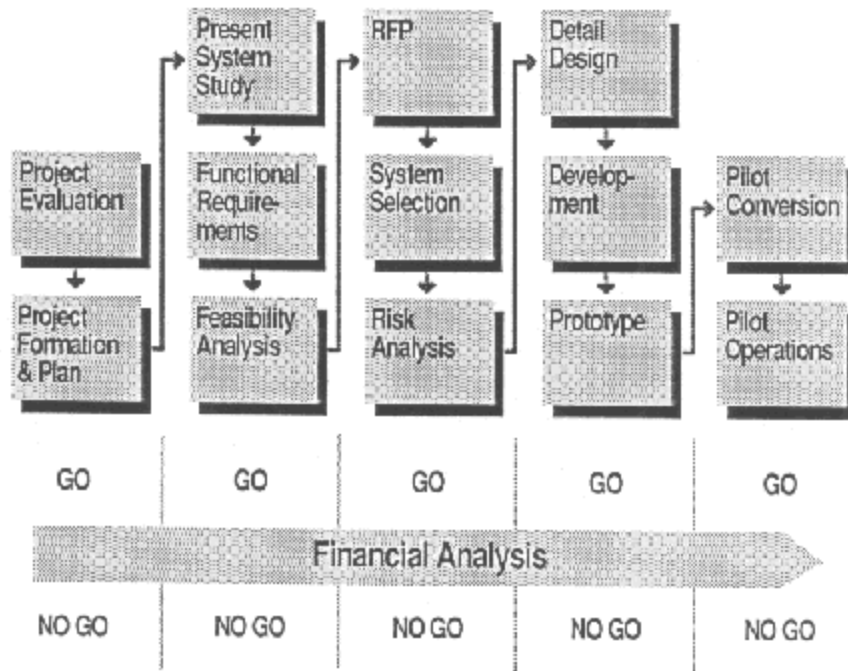 Project
Evaluation
Project
Formation
& Plan
Present
System
Study
Functional
Require-
ments
Feasibility
Analysis
RFP
System
Selection
Risk
Analysis
Detail
Design
Develop-
ment
Prototype
Pilot
Conversion
Pilot
Operations
GO
GO
GO
GO
GO
Financial Analysis
NO GO
NO GO
NO GO
NO GO
NO GO